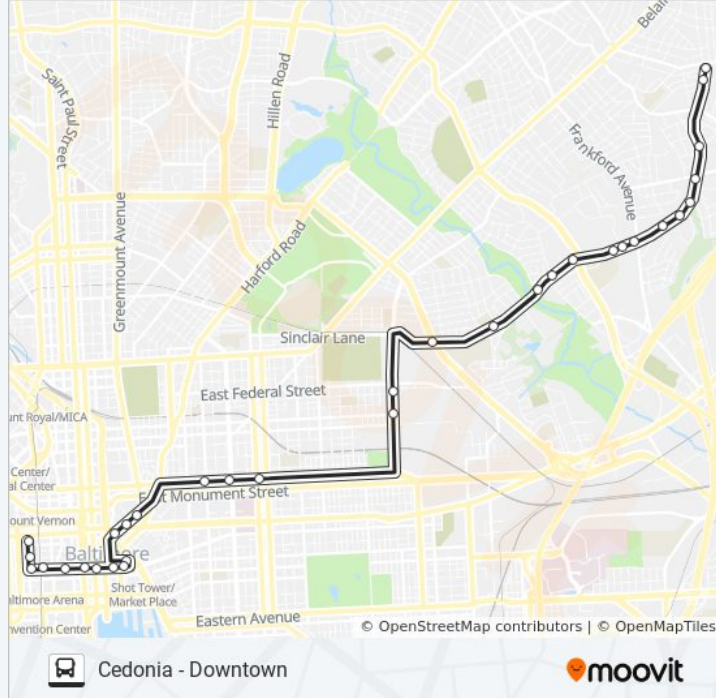 Belair
Saint Paul Street
Hillen Road
Frankford Avenue
Greenmount Avenue
Harford Road
Sinclair Lane
East Federal Street
unt Royal/MICA
Center/
al Center
East Monument Street
ount Vernon
Baltimore
Shot Tower/
Market Place
altimore Arena
Eastern Avenue
nvention Center
© OpenStreetMap contributors | © OpenMapTiles
Cedonia - Downtown
moovit